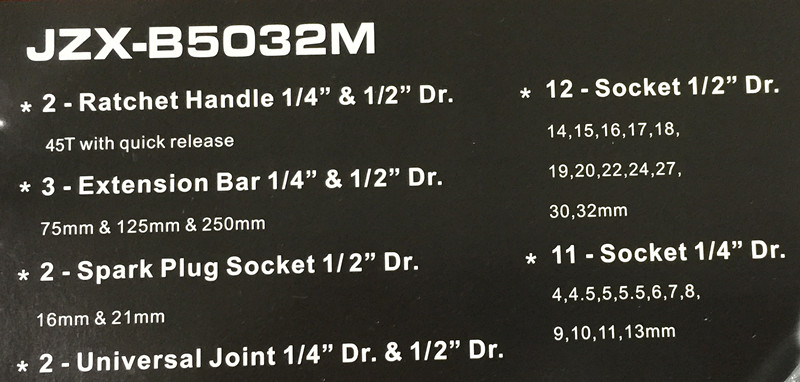 JZX-B5032M
* 2 - Ratchet Handle 1/4” & 1/2” Dr.
45T with quick release
* 3 - Extension Bar 1/4” & 1/2” Dr.
75mm & 125mm & 250mm
* 2 - Spark Plug Socket 1/2” Dr.
16mm & 21mm
* 2 - Universal Joint 1/4” Dr. & 1/2” Dr.
* 12 - Socket 1/2” Dr.
14,15,16,17,18,
19,20,22,24,27,
30,32mm
* 11 - Socket 1/4” Dr.
4,4.5,5,5.5,6,7,8,
9,10,11,13mm